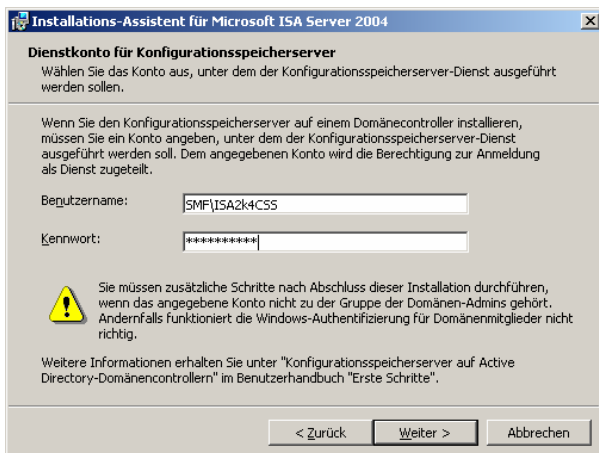 Installations-Assistent für Microsoft ISA Server 2004
Dienstkonto für Konfigurationsspeicherserver
Wählen Sie das Konto aus, unter dem der Konfigurationsspeicherserver-Dienst ausgeführt
werden sollen.
Wenn Sie den Konfigurationsspeicherserver auf einem Domänecontroller installieren,
müssen Sie ein Konto angeben, unter dem der Konfigurationsspeicherserver-Dienst
ausgeführt werden soll. Dem angegebenen Konto wird die Berechtigung zur Anmeldung
als Dienst zugeteilt.
Benutzername:
SMF\ISA2k4CSS
Kennwort:
**********
Sie müssen zusätzliche Schritte nach Abschluss dieser Installation durchführen,
wenn das angegebene Konto nicht zu der Gruppe der Domänen-Admins gehört.
Andernfalls funktioniert die Windows-Authentifizierung für Domänenmitglieder nicht
richtig.
Weitere Informationen erhalten Sie unter "Konfigurationsspeicherserver auf Active
Directory-Domänencontrollern" im Benutzerhandbuch "Erste Schritte".
< Zurück
Weiter >
Abbrechen